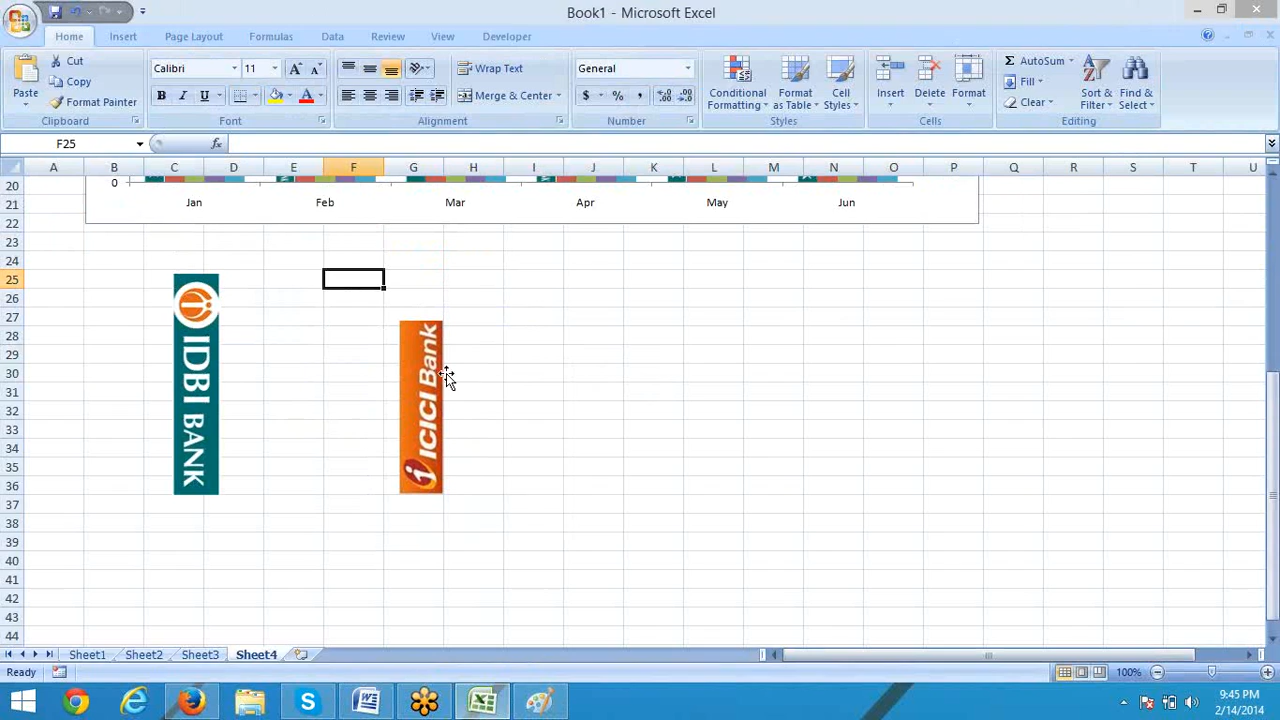 Book1 - Microsoft Excel
Home Insert Page Layout Formulas Data Review View Developer
Paste
Cut
Copy
Format Painter
Clipboard
Calibri 11
B I U A
Font
Wrap Text
Merge & Center
Alignment
General
$ % ,
Number
Conditional Formatting
Format as Table
Cell Styles
Styles
Insert
Delete
Format
Cells
Σ AutoSum
Fill
Clear
Sort & Filter
Find & Select
Editing
F25 fx
A B C D E F G H I J K L M N O P Q R S T U
20
21
22
23
24
25
26
27
28
29
30
31
32
33
34
35
36
37
38
39
40
41
42
43
44
0
Jan Feb Mar Apr May Jun
IDBI BANK
ICICI Bank
Sheet1 Sheet2 Sheet3 Sheet4
Ready
100%
9:45 PM
2/14/2014